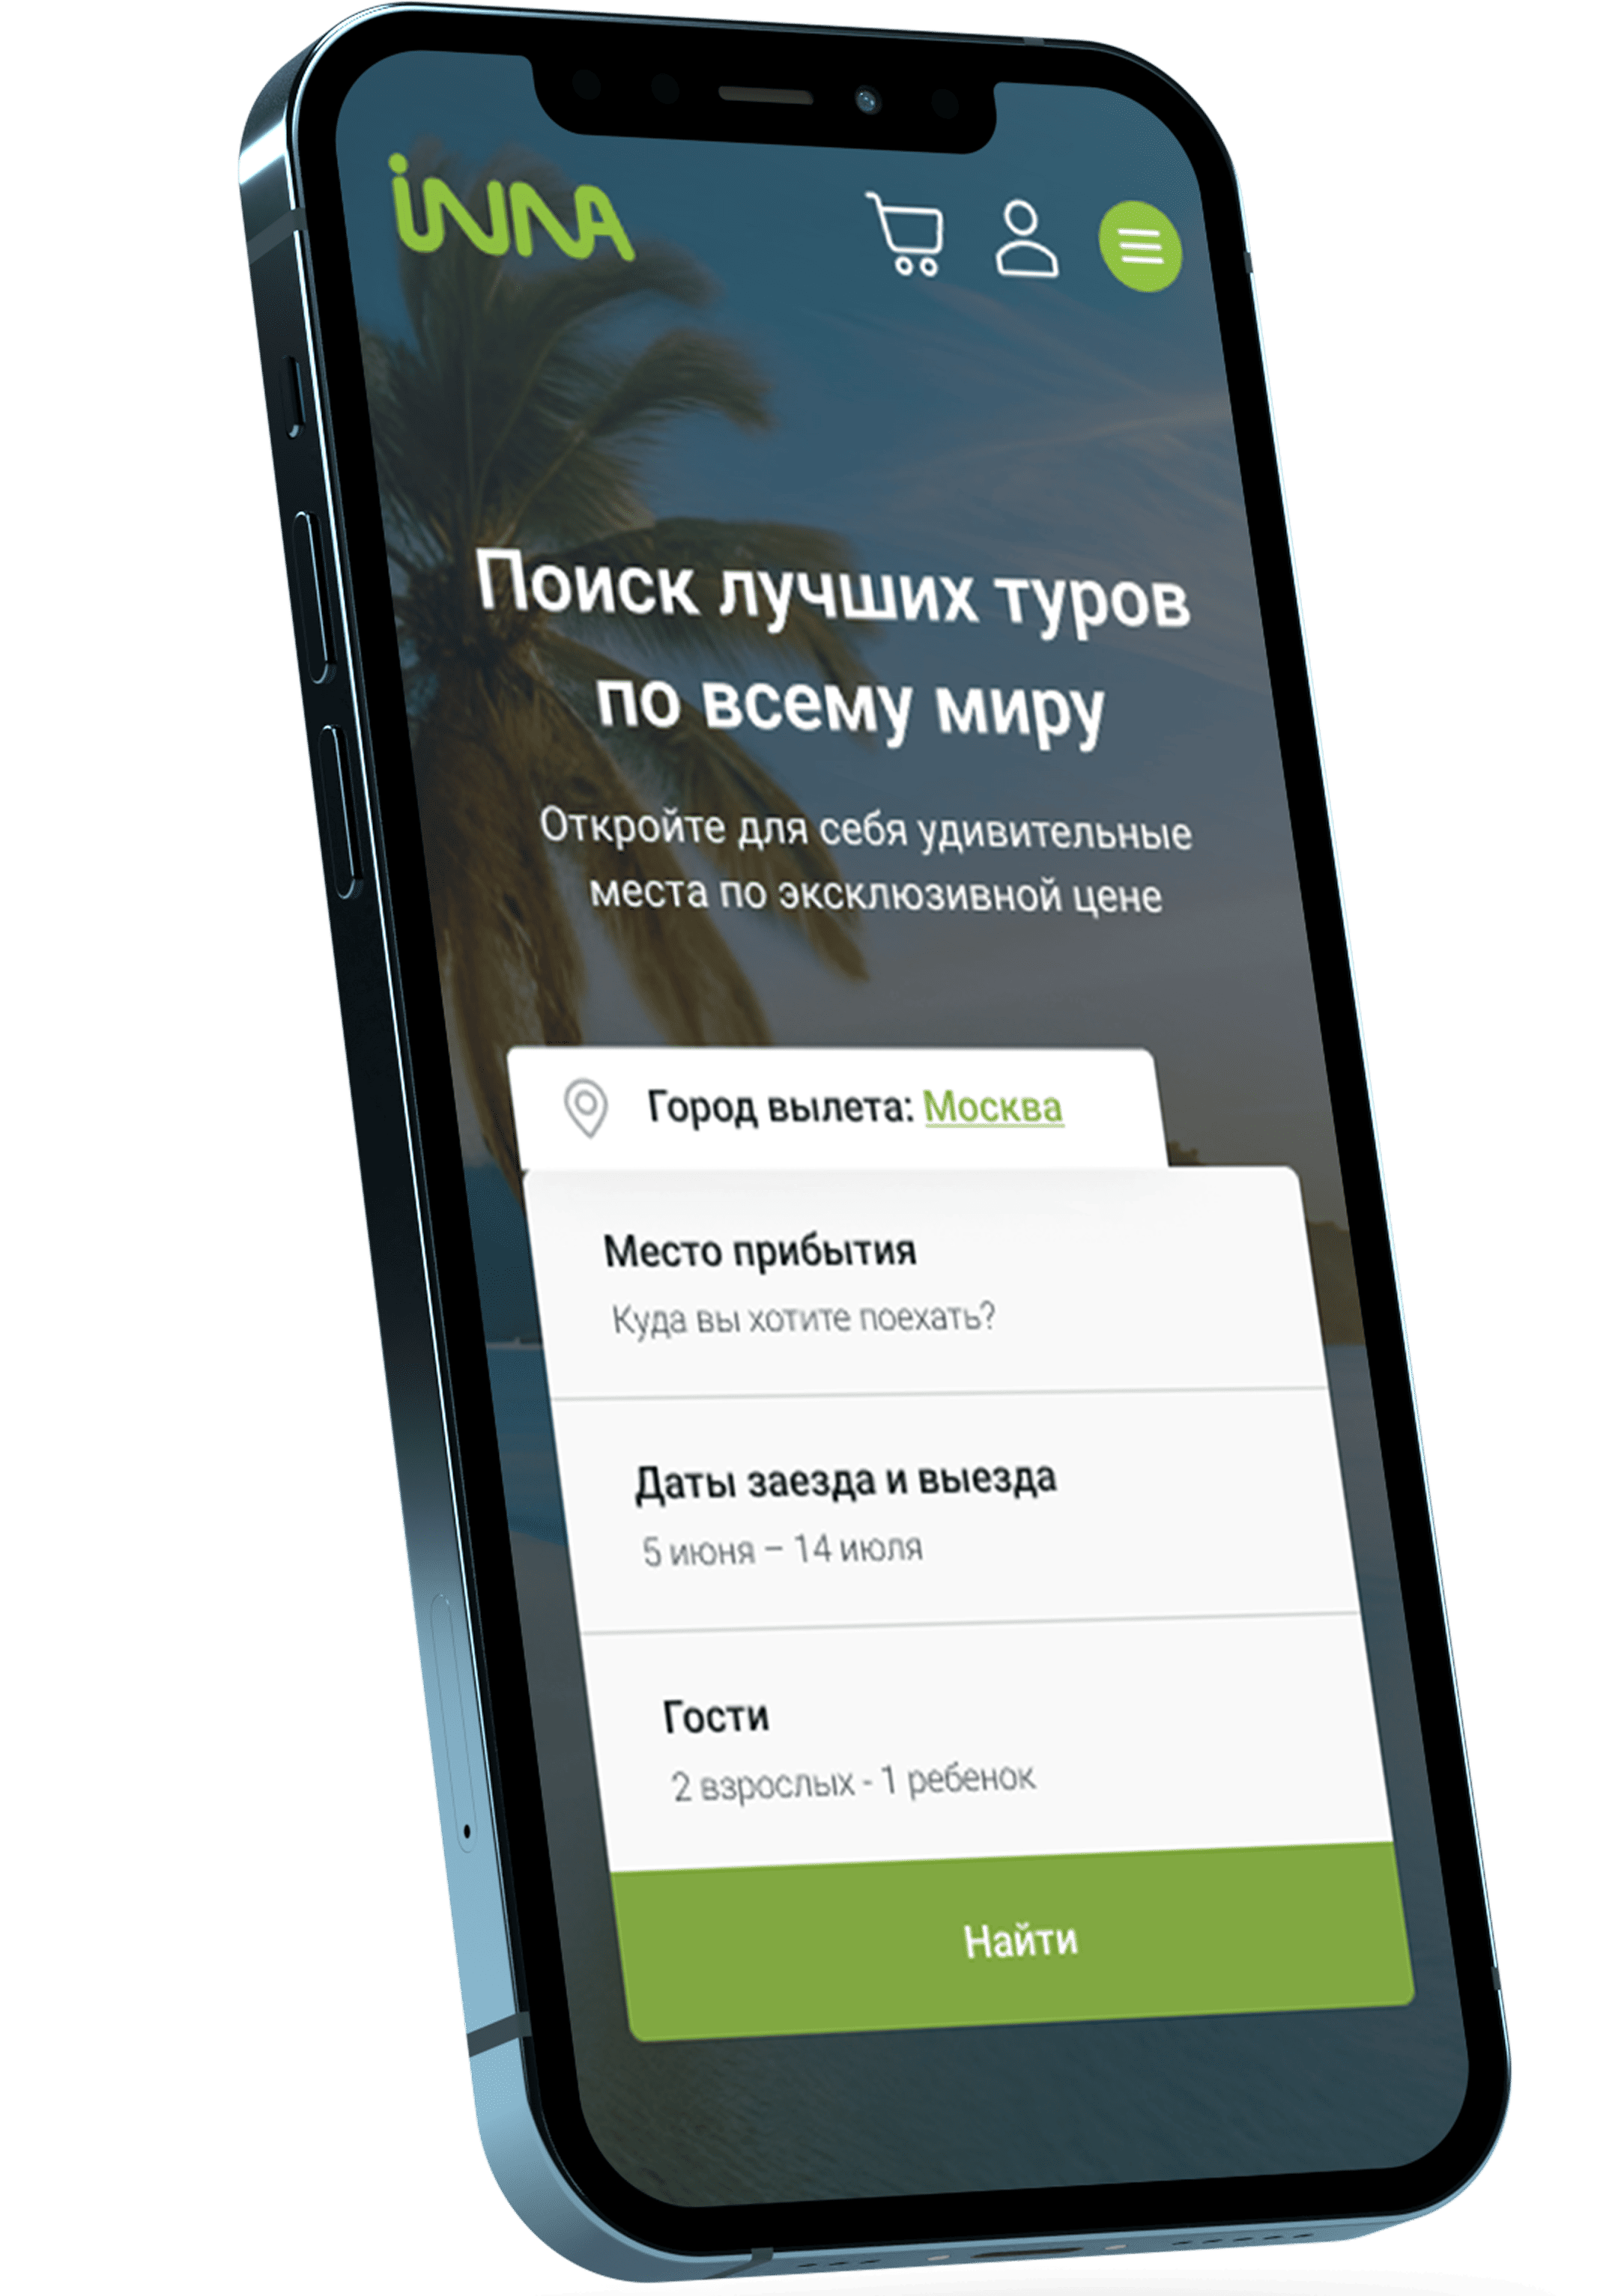 inna
Поиск лучших туров
по всему миру
Откройте для себя удивительные
места по эксклюзивной цене
Город вылета: Москва
Место прибытия
Куда вы хотите поехать?
Даты заезда и выезда
5 июня – 14 июля
Гости
2 взрослых - 1 ребенок
Найти